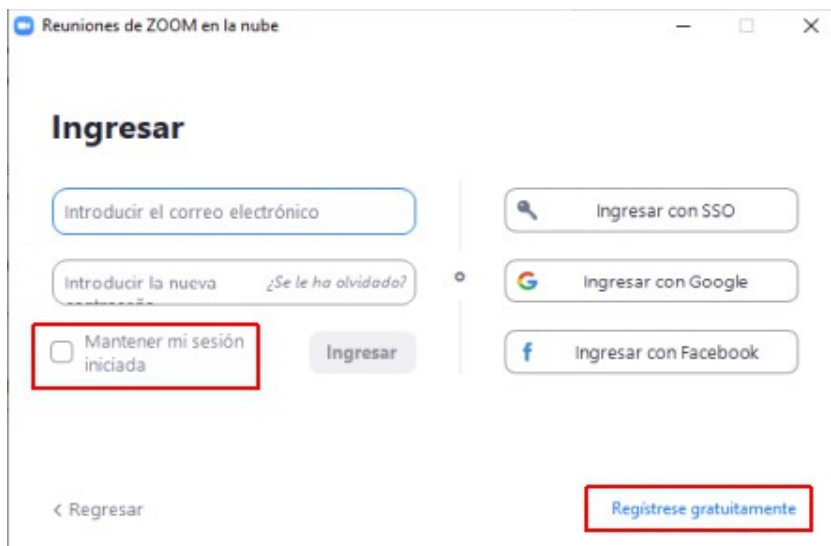 Reuniones de ZOOM en la nube
Ingresar
Introducir el correo electrónico
Introducir la nueva ¿Se le ha olvidado?
contraseña
Mantener mi sesión
iniciada
Ingresar
o
Ingresar con SSO
Ingresar con Google
Ingresar con Facebook
< Regresar
Regístrese gratuitamente